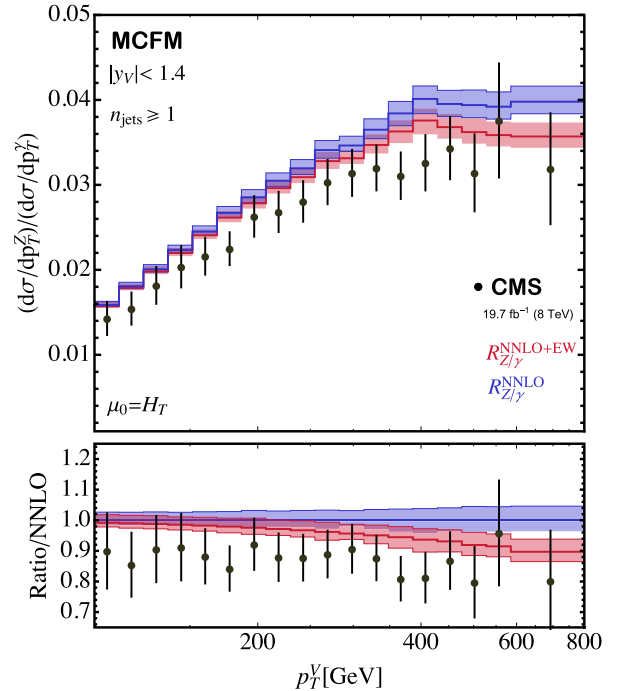 0.05
MCFM
|y_V| < 1.4
n_jets ⩾ 1
0.04
0.03
0.02
0.01
(dσ/dp_T^Z)/(dσ/dp_T^γ)
CMS
19.7 fb⁻¹ (8 TeV)
R_{Z/γ}^{NNLO+EW}
R_{Z/γ}^{NNLO}
μ_0=H_T
1.2
1.1
1.0
0.9
0.8
0.7
Ratio/NNLO
200 400 600 800
p_T^V[GeV]